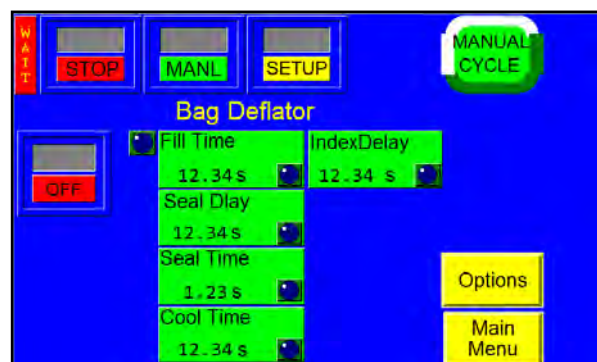 WAIT
STOP
MANL
SETUP
MANUAL
CYCLE
Bag Deflator
OFF
Fill Time
12.34 s
IndexDelay
12.34 s
Seal Dlay
12.34 s
Seal Time
1.23 s
Cool Time
12.34 s
Options
Main
Menu